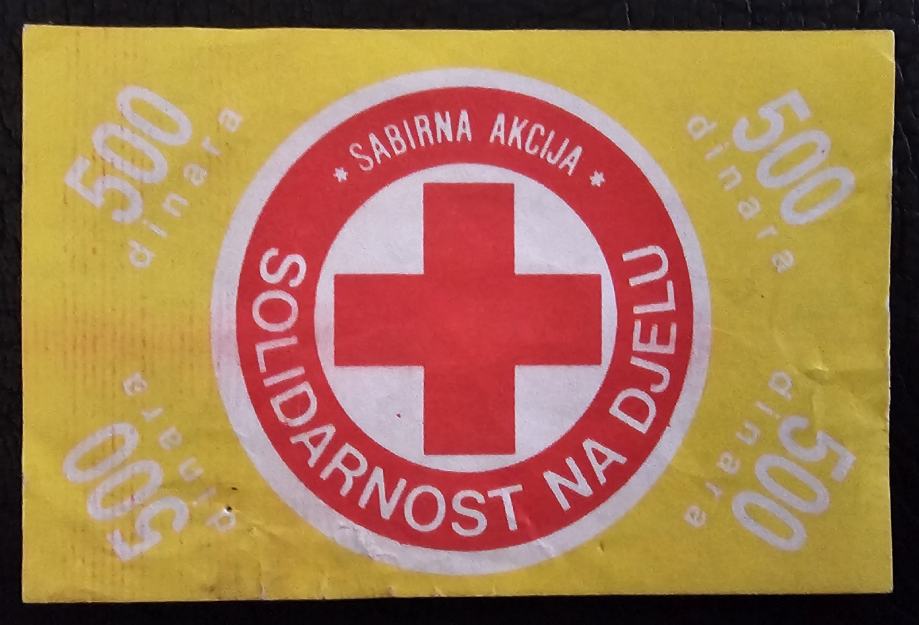 500
dinara
500
dinara
* SABIRNA AKCIJA *
SOLIDARNOST NA DJELU
500
dinara
500
dinara